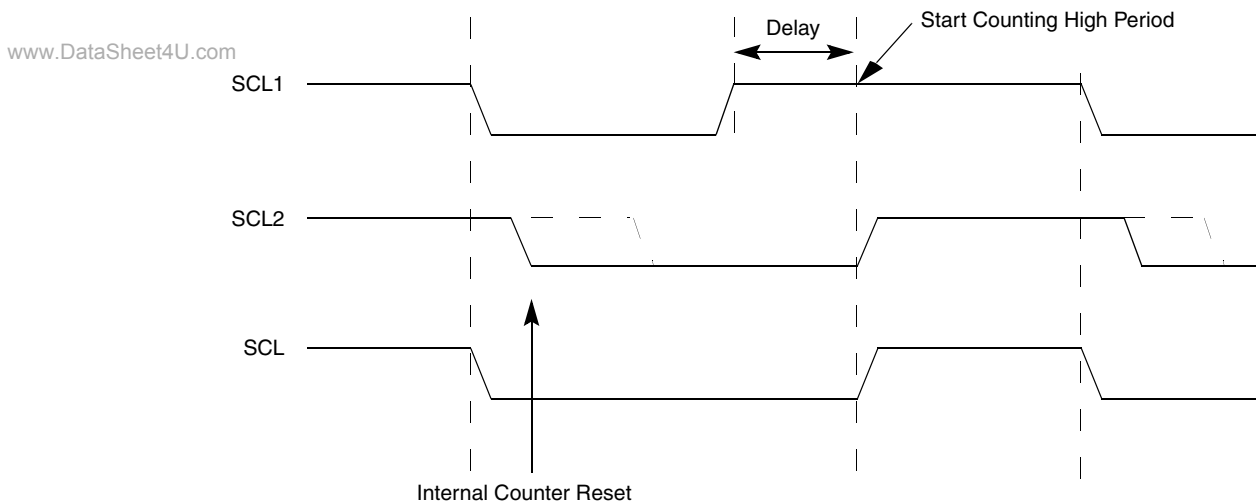 Start Counting High Period
Delay
www.DataSheet4U.com
SCL1
SCL2
SCL
Internal Counter Reset